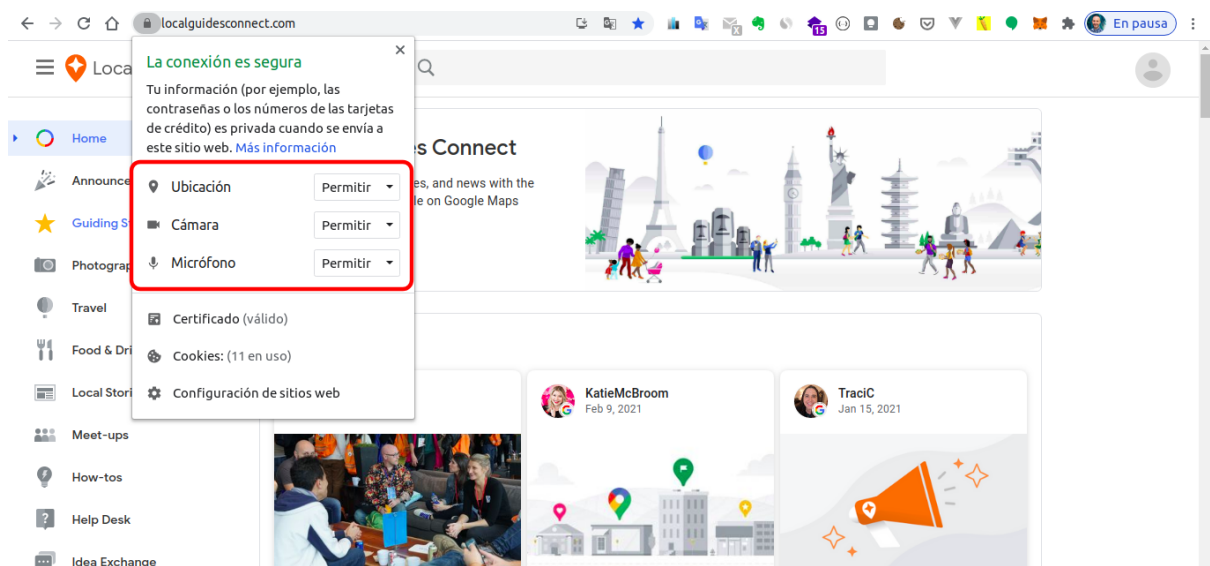 localguidesconnect.com
15
En pausa
La conexión es segura
Tu información (por ejemplo, las
contraseñas o los números de las tarjetas
de crédito) es privada cuando se envía a
este sitio web. Más información
Ubicación Permitir
Cámara Permitir
Micrófono Permitir
Certificado (válido)
Cookies: (11 en uso)
Configuración de sitios web
Loca
Home
Announce
Guiding S
Photograp
Travel
Food & Dri
Local Stori
Meet-ups
How-tos
Help Desk
Idea Exchange
s Connect
es, and news with the
le on Google Maps
KatieMcBroom
Feb 9, 2021
TraciC
Jan 15, 2021